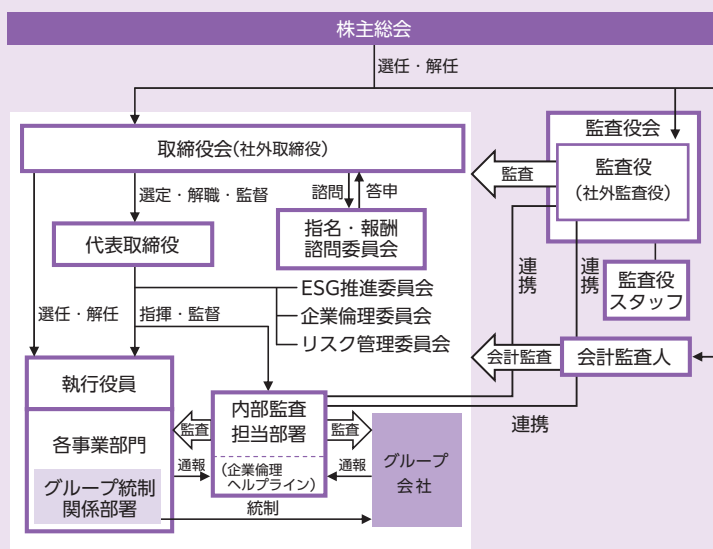 株主総会
選任・解任
取締役会(社外取締役)
監査役会
監査役
(社外監査役)
監査
選定・解職・監督
諮問
答申
代表取締役
指名・報酬
諮問委員会
連携
連携
監査役
スタッフ
ESG推進委員会
企業倫理委員会
リスク管理委員会
選任・解任
指揮・監督
会計監査
会計監査人
執行役員
内部監査
担当部署
監査
監査
連携
各事業部門
グループ
会社
通報
(企業倫理
ヘルプライン)
通報
グループ統制
関係部署
統制